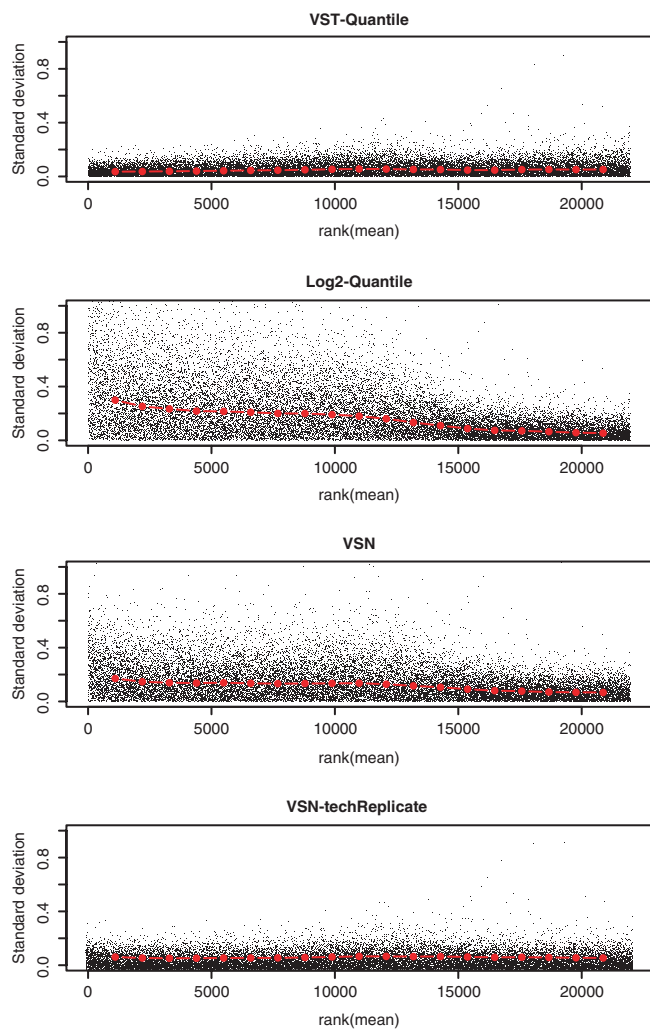 VST-Quantile
Standard deviation
0.8
0.4
0.0
0 5000 10000 15000 20000
rank(mean)
Log2-Quantile
Standard deviation
0.8
0.4
0.0
0 5000 10000 15000 20000
rank(mean)
VSN
Standard deviation
0.8
0.4
0.0
0 5000 10000 15000 20000
rank(mean)
VSN-techReplicate
Standard deviation
0.8
0.4
0.0
0 5000 10000 15000 20000
rank(mean)